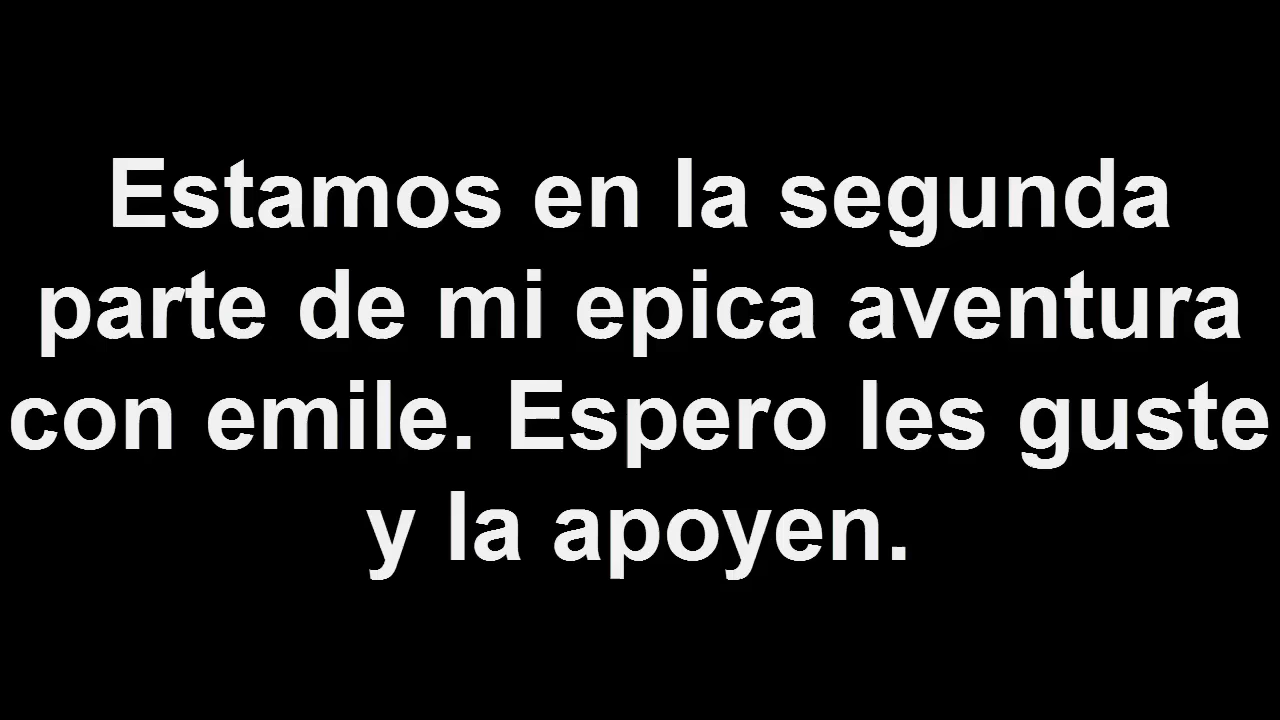 Estamos en la segunda
parte de mi epica aventura
con emile. Espero les guste
y la apoyen.